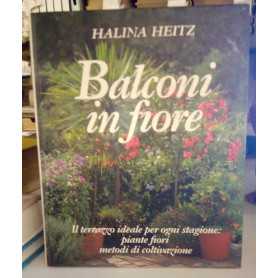 HALINA HEITZ
Balconi
in fiore
Il terrazzo ideale per ogni stagione:
piante fiori
metodi di coltivazione